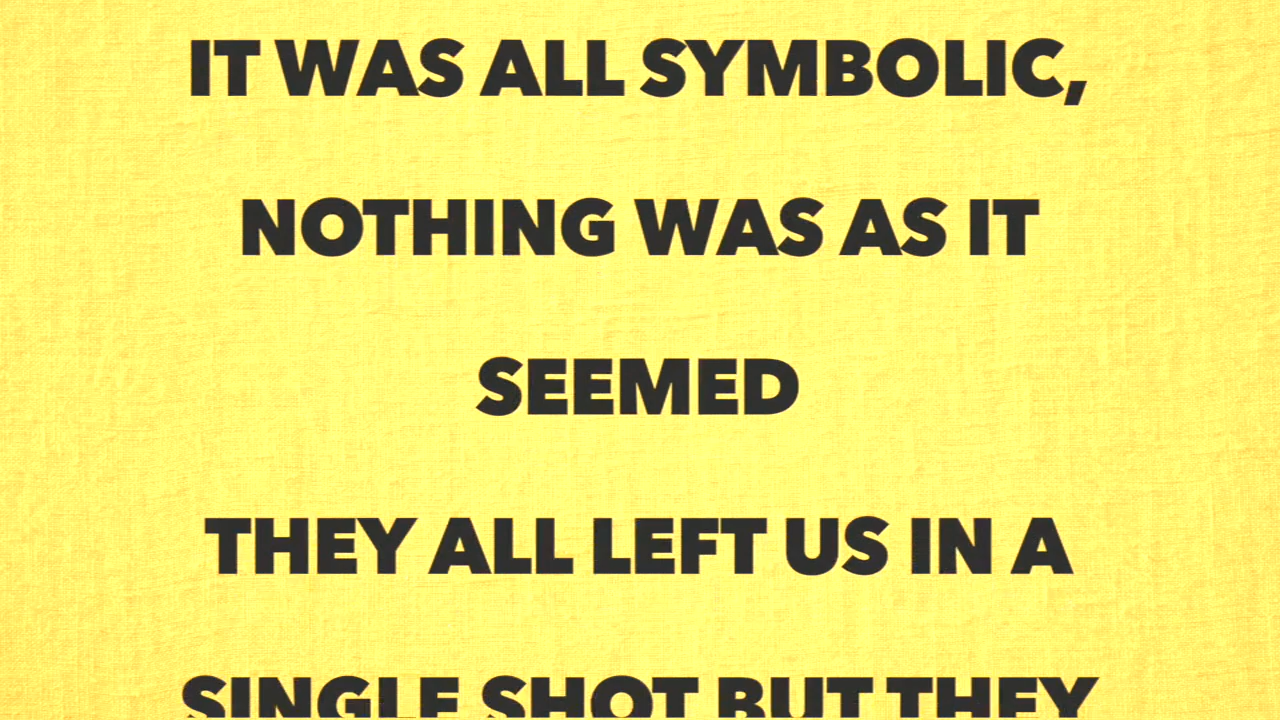 IT WAS ALL SYMBOLIC,
NOTHING WAS AS IT
SEEMED
THEY ALL LEFT US IN A
SINGLE SHOT BUT THEY